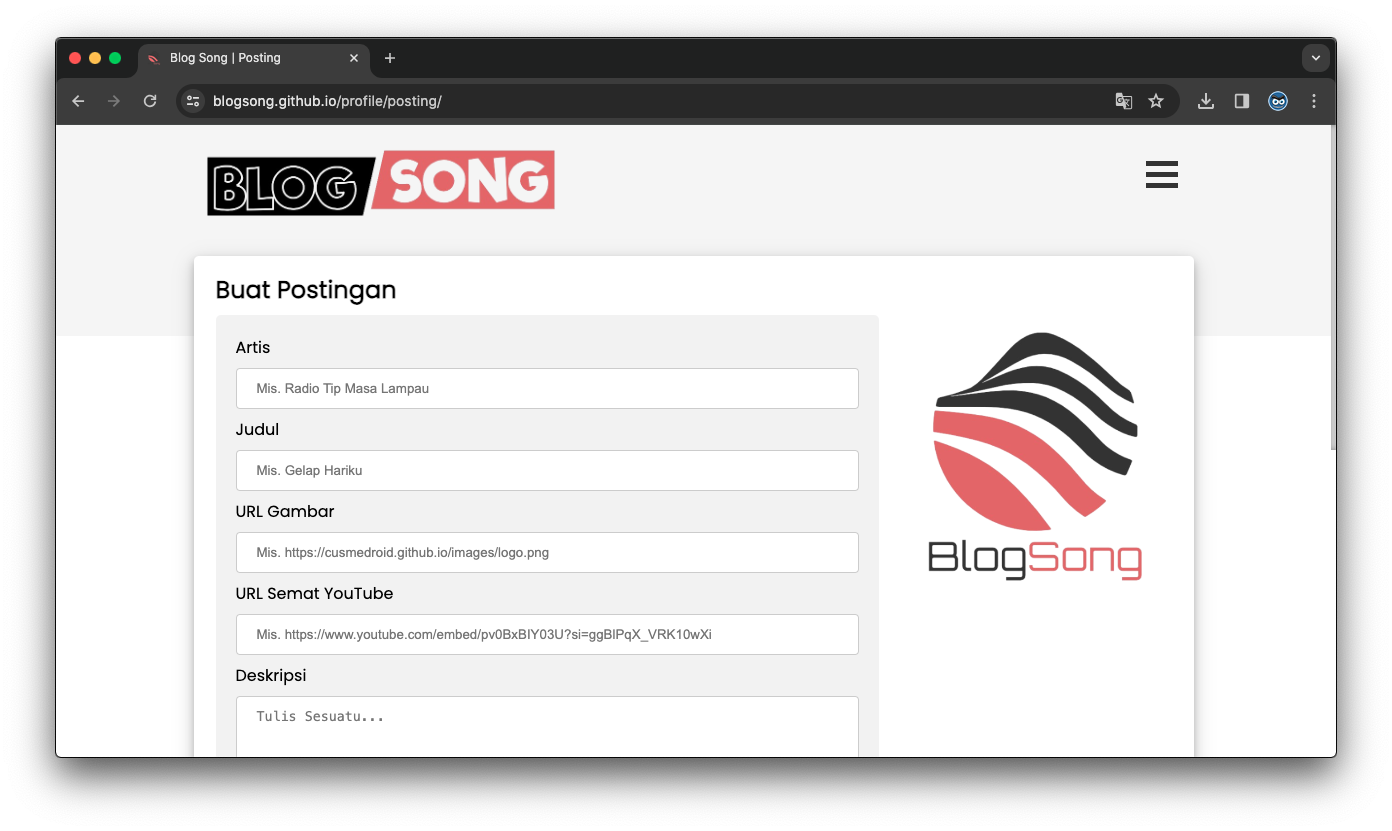 Blog Song | Posting
blogsong.github.io/profile/posting/
BLOG SONG
Buat Postingan
Artis
Mis. Radio Tip Masa Lampau
Judul
Mis. Gelap Hariku
URL Gambar
Mis. https://cusmedroid.github.io/images/logo.png
URL Semat YouTube
Mis. https://www.youtube.com/embed/pv0BxBIY03U?si=ggBlPqX_VRK10wXi
Deskripsi
Tulis Sesuatu...
BlogSong